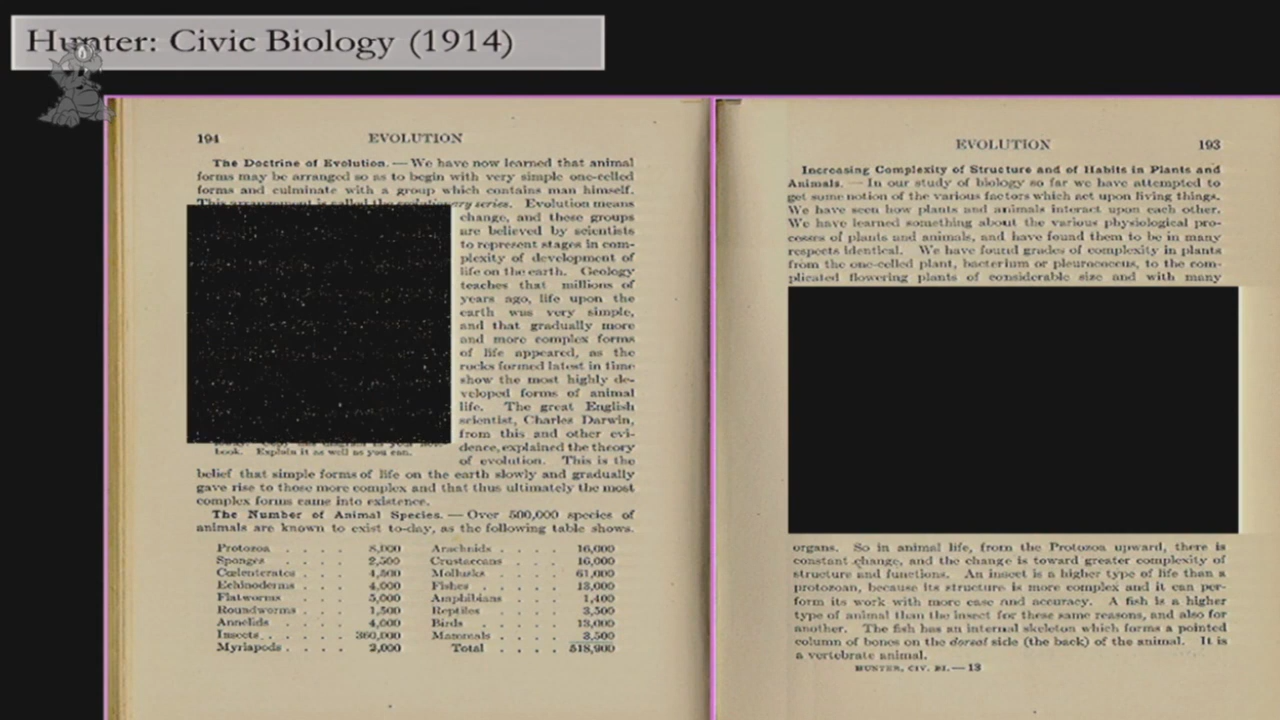 Hunter: Civic Biology (1914)
194 EVOLUTION
The Doctrine of Evolution. — We have now learned that animal
forms may be arranged so as to begin with very simple one-celled
forms and culminate with a group which contains man himself.
This arrangement is called the evolutionary series. Evolution means
change, and these groups
are believed by scientists
to represent stages in com-
plexity of development of
life on the earth. Geology
teaches that millions of
years ago, life upon the
earth was very simple,
and that gradually more
and more complex forms
of life appeared, as the
rocks formed latest in time
show the most highly de-
veloped forms of animal
life. The great English
scientist, Charles Darwin,
from this and other evi-
dence, explained the theory
of evolution. This is the
book. Explain it as well as you can.
belief that simple forms of life on the earth slowly and gradually
gave rise to those more complex and that thus ultimately the most
complex forms came into existence.
The Number of Animal Species. — Over 500,000 species of
animals are known to exist to-day, as the following table shows.
Protozoa . . . . 8,000 Arachnids . . . . 16,000
Sponges . . . . 2,500 Crustaceans . . . . 16,000
Cœlenterates . . . 4,500 Mollusks . . . . 61,000
Echinoderms . . . 4,000 Fishes . . . . . 13,000
Flatworms . . . 5,000 Amphibians . . . 1,400
Roundworms . . . 1,500 Reptiles . . . . 3,500
Annelids . . . . 4,000 Birds . . . . . 13,000
Insects . . . . . 360,000 Mammals . . . . 3,500
Myriapods . . . . 2,000 Total . . . . 518,900
EVOLUTION 193
Increasing Complexity of Structure and of Habits in Plants and
Animals. — In our study of biology so far we have attempted to
get some notion of the various factors which act upon living things.
We have seen how plants and animals interact upon each other.
We have learned something about the various physiological pro-
cesses of plants and animals, and have found them to be in many
respects identical. We have found grades of complexity in plants
from the one-celled plant, bacterium or pleurococcus, to the com-
plicated flowering plants of considerable size and with many
organs. So in animal life, from the Protozoa upward, there is
constant change, and the change is toward greater complexity of
structure and functions. An insect is a higher type of life than a
protozoan, because its structure is more complex and it can per-
form its work with more ease and accuracy. A fish is a higher
type of animal than the insect for these same reasons, and also for
another. The fish has an internal skeleton which forms a pointed
column of bones on the dorsal side (the back) of the animal. It is
a vertebrate animal.
HUNTER, CIV. BI. — 13